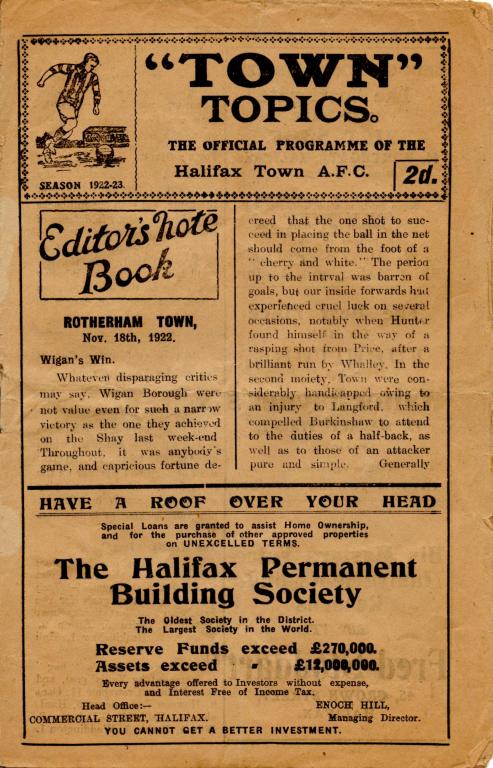 "TOWN"
TOPICS.
THE OFFICIAL PROGRAMME OF THE
Halifax Town A.F.C.
2d.
SEASON 1922-23.
Editor's Note
Book
ROTHERHAM TOWN,
Nov. 18th, 1922.
Wigan's Win.
Whatever disparaging critics
may say, Wigan Borough were
not value even for such a narrow
victory as the one they achieved
on the Shay last week-end
Throughout, it was anybody's
game, and capricious fortune de-
creed that the one shot to suc-
ceed in placing the ball in the net
should come from the foot of a
" cherry and white." The period
up to the intrval was barren of
goals, but our inside forwards had
experienced cruel luck on several
occasions, notably when Hunter
found himself in the way of a
rasping shot from Price, after a
brilliant run by Whalley. In the
second moiety, Town were con-
siderably handicapped owing to
an injury to Langford, which
compelled Burkinshaw to attend
to the duties of a half-back, as
well as to those of an attacker
pure and simple. Generally
HAVE A ROOF OVER YOUR HEAD
Special Loans are granted to assist Home Ownership,
and for the purchase of other approved properties
on UNEXCELLED TERMS.
The Halifax Permanent
Building Society
The Oldest Society in the District.
The Largest Society in the World.
Reserve Funds exceed £270,000.
Assets exceed - £12,000,000.
Every advantage offered to Investors without expense,
and Interest Free of Income Tax.
Head Office:—
COMMERCIAL STREET, HALIFAX.
ENOCH HILL,
Managing Director.
YOU CANNOT GET A BETTER INVESTMENT.